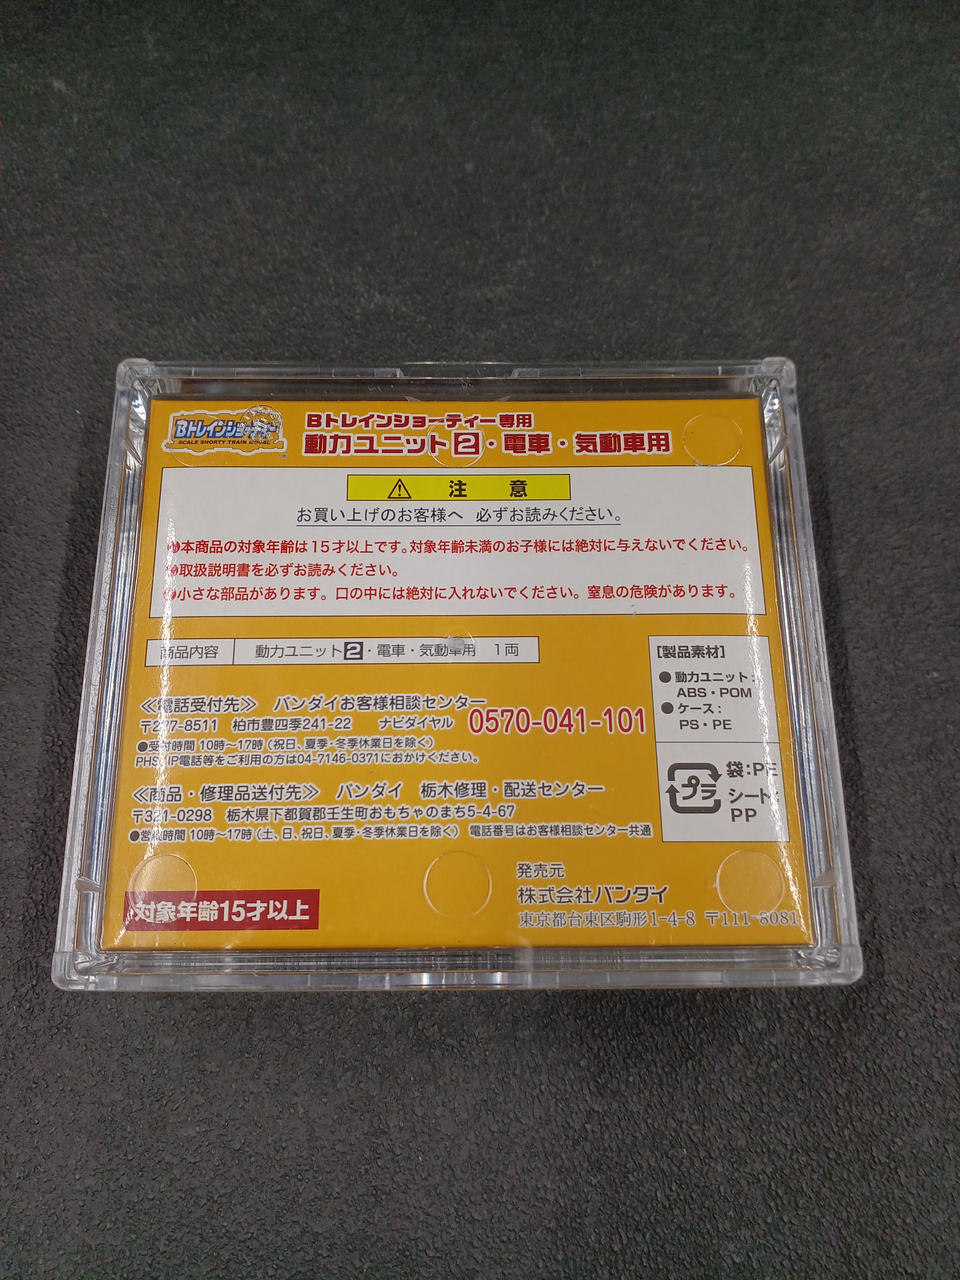 Bトレインショーティー
SCALE SHORTY TRAIN MODEL
Bトレインショーティー専用
動力ユニット2・電車・気動車用
注 意
お買い上げのお客様へ 必ずお読みください。
●本商品の対象年齢は15才以上です。対象年齢未満のお子様には絶対に与えないでください。
●取扱説明書を必ずお読みください。
●小さな部品があります。口の中には絶対に入れないでください。窒息の危険があります。
商品内容 動力ユニット2・電車・気動車用 1両
[製品素材]
●動力ユニット:
ABS・POM
●ケース:
PS・PE
プラ
袋:PE
シート:
PP
≪電話受付先≫ バンダイお客様相談センター
〒277-8511 柏市豊四季241-22 ナビダイヤル 0570-041-101
●受付時間 10時〜17時(祝日、夏季・冬季休業日を除く)
PHS、IP電話等をご利用の方は04-7146-0371におかけください。
≪商品・修理品送付先≫ バンダイ 栃木修理・配送センター
〒321-0298 栃木県下都賀郡壬生町おもちゃのまち5-4-67
●営業時間 10時〜17時(土、日、祝日、夏季・冬季休業日を除く) 電話番号はお客様相談センター共通
対象年齢15才以上
発売元
株式会社バンダイ
東京都台東区駒形1-4-8 〒111-8081